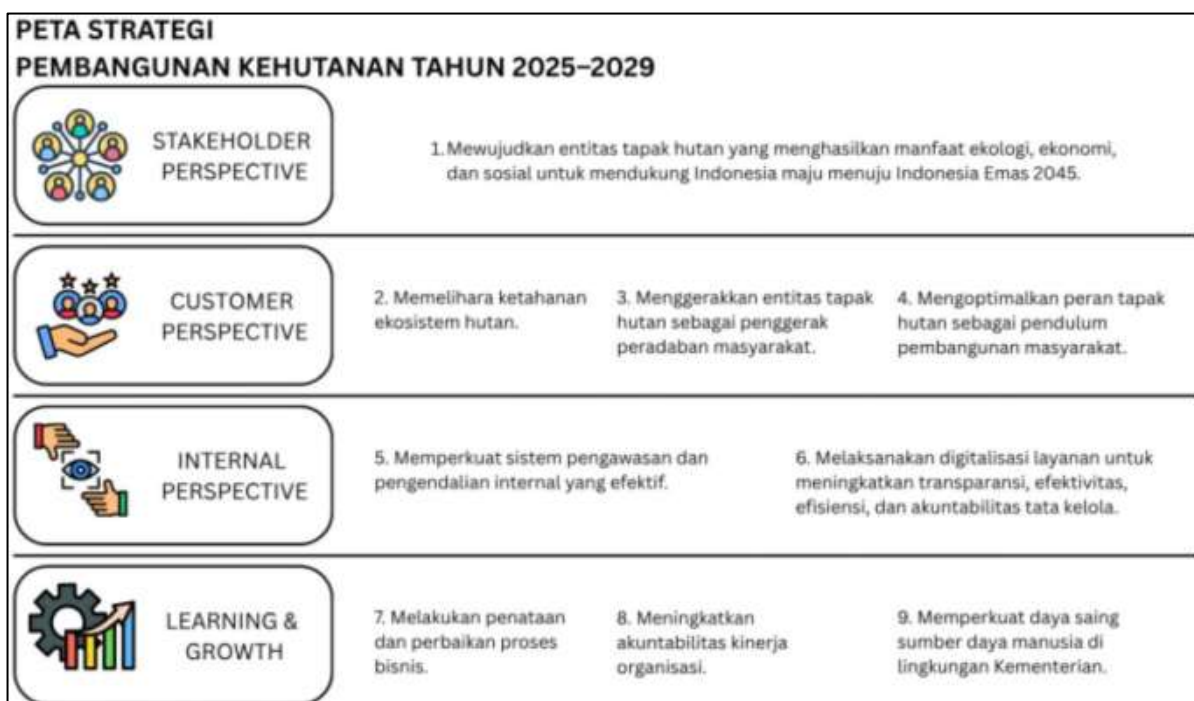 PETA STRATEGI
PEMBANGUNAN KEHUTANAN TAHUN 2025–2029
STAKEHOLDER
PERSPECTIVE
1. Mewujudkan entitas tapak hutan yang menghasilkan manfaat ekologi, ekonomi,
dan sosial untuk mendukung Indonesia maju menuju Indonesia Emas 2045.
CUSTOMER
PERSPECTIVE
2. Memelihara ketahanan
ekosistem hutan.
3. Menggerakkan entitas tapak
hutan sebagai penggerak
peradaban masyarakat.
4. Mengoptimalkan peran tapak
hutan sebagai pendulum
pembangunan masyarakat.
INTERNAL
PERSPECTIVE
5. Memperkuat sistem pengawasan dan
pengendalian internal yang efektif.
6. Melaksanakan digitalisasi layanan untuk
meningkatkan transparansi, efektivitas,
efisiensi, dan akuntabilitas tata kelola.
LEARNING &
GROWTH
7. Melakukan penataan
dan perbaikan proses
bisnis.
8. Meningkatkan
akuntabilitas kinerja
organisasi.
9. Memperkuat daya saing
sumber daya manusia di
lingkungan Kementerian.